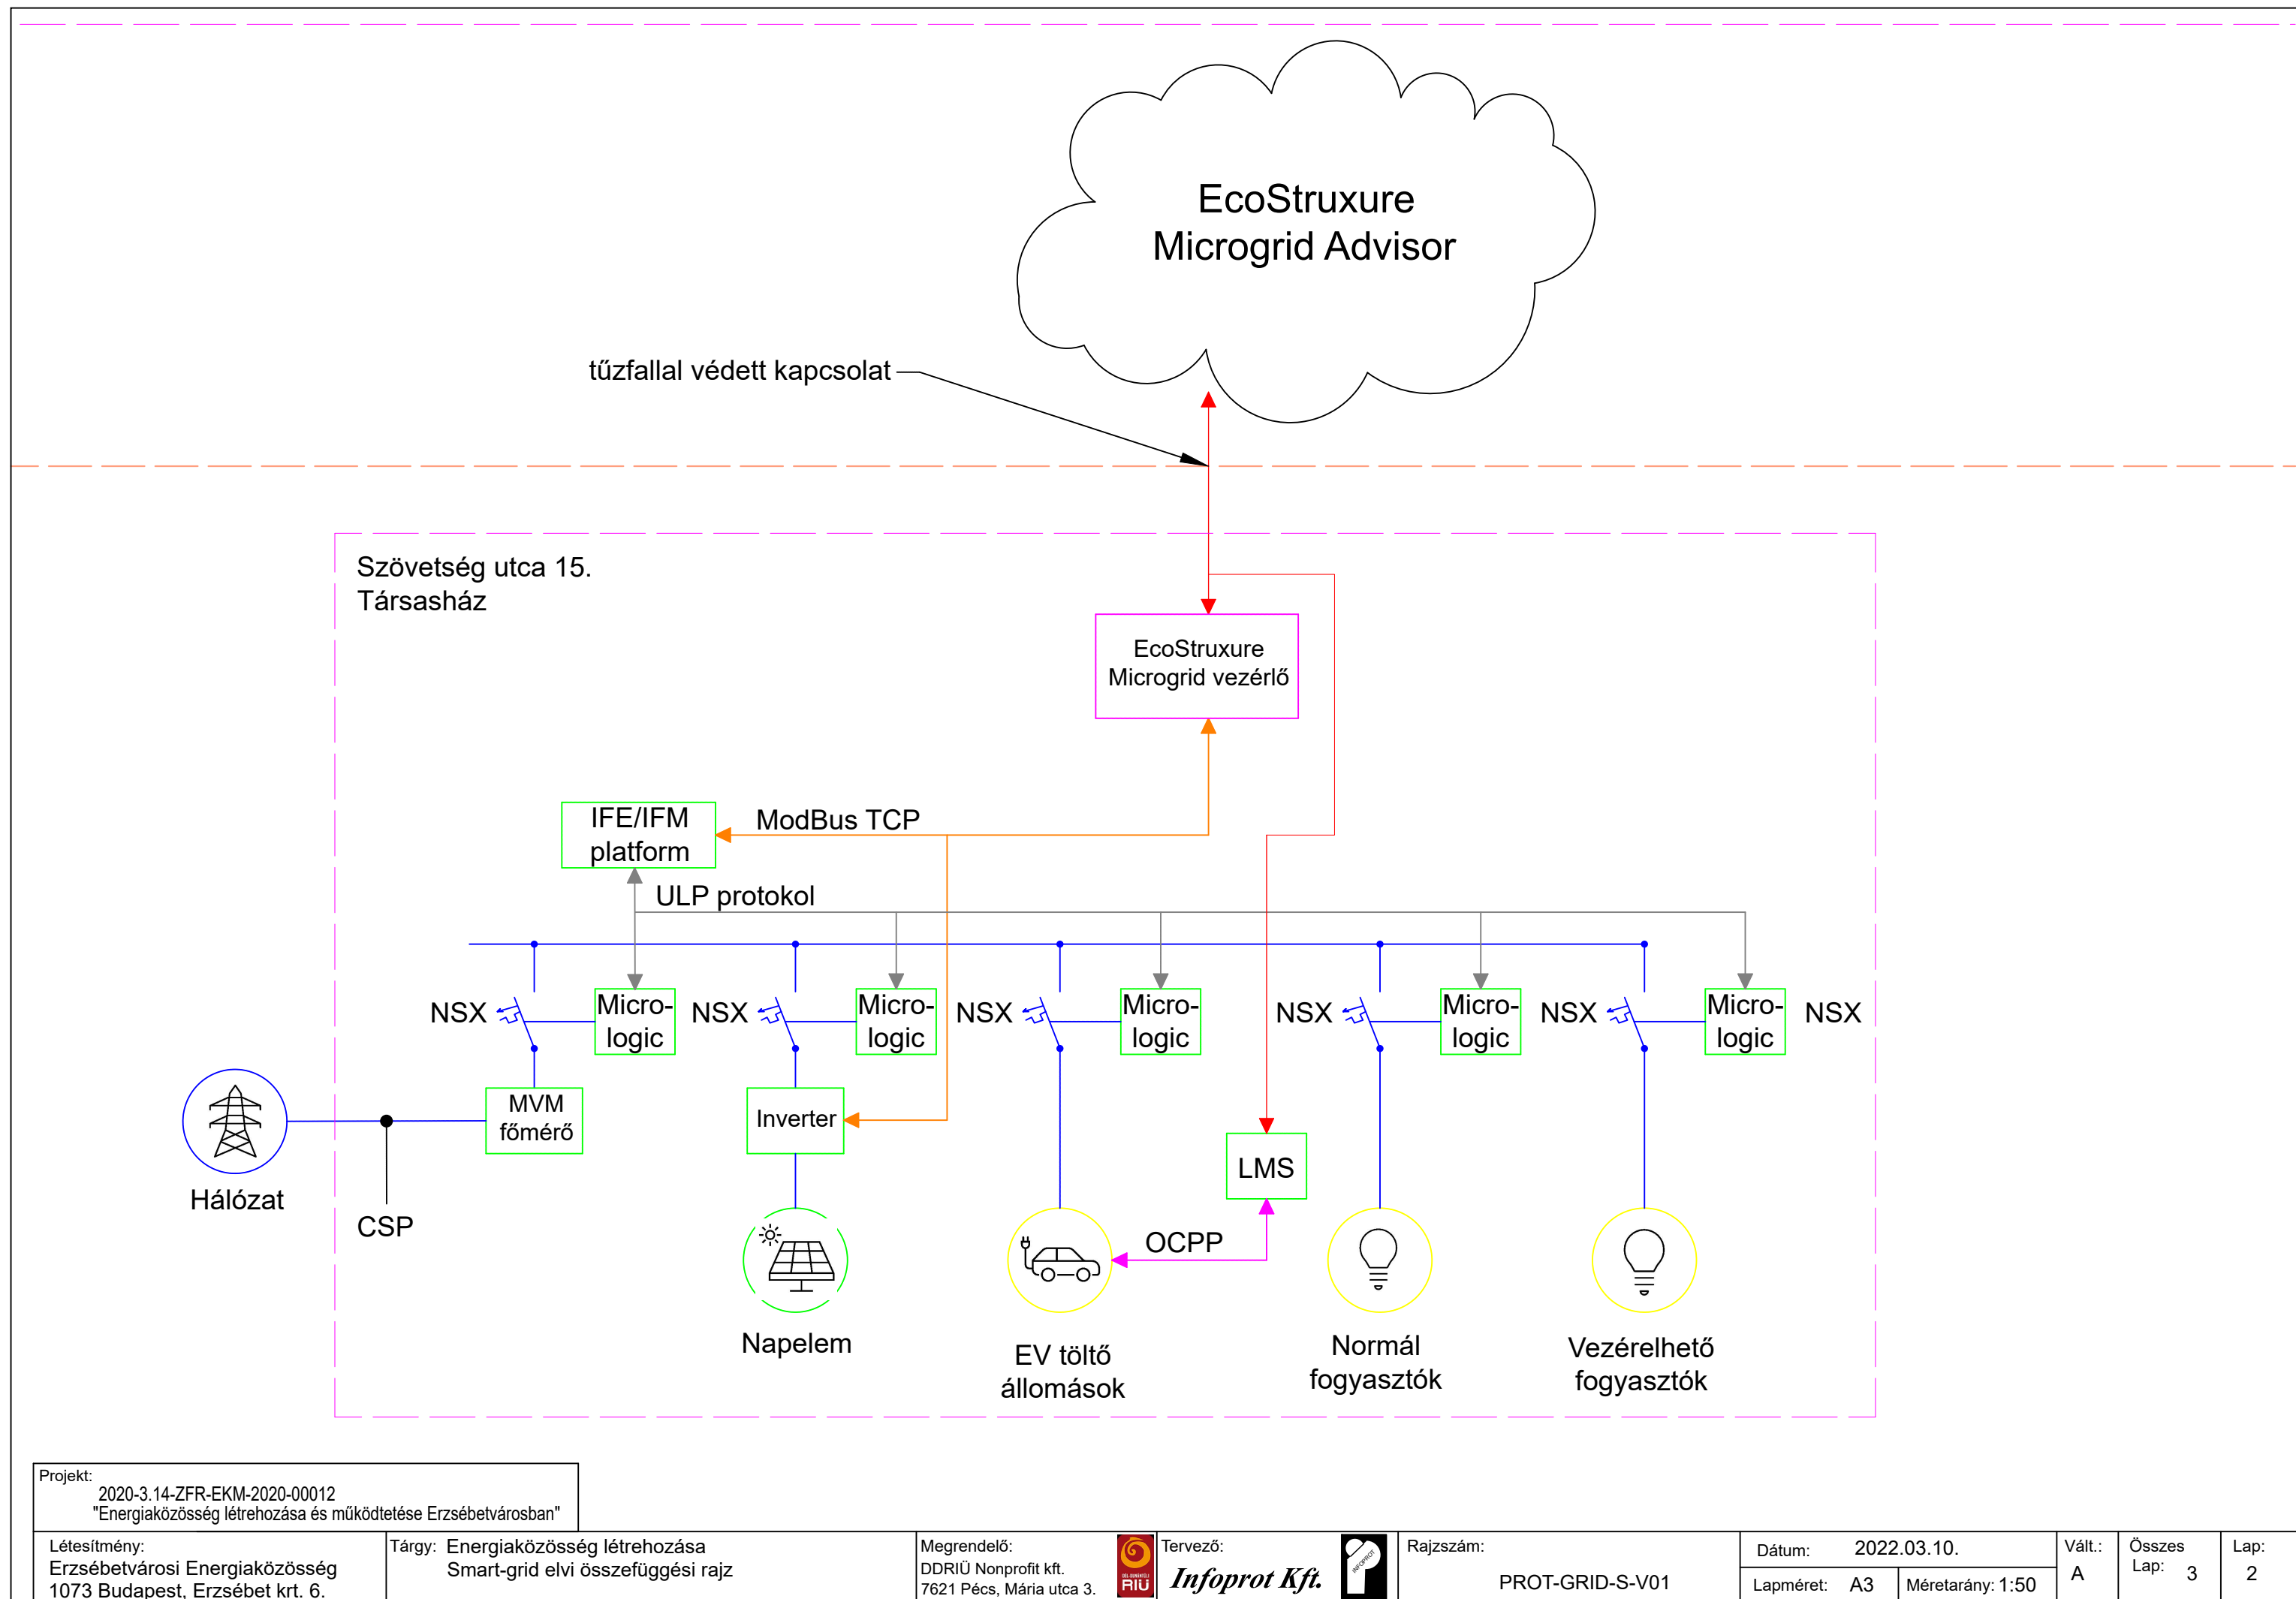 EcoStruxure
Microgrid Advisor
tűzfallal védett kapcsolat
Szövetség utca 15.
Társasház
EcoStruxure
Microgrid vezérlő
IFE/IFM
platform
ModBus TCP
ULP protokol
NSX
Micro-
logic
NSX
Micro-
logic
NSX
Micro-
logic
NSX
Micro-
logic
NSX
Micro-
logic
NSX
MVM
főmérő
Inverter
LMS
Hálózat
CSP
OCPP
Napelem
EV töltő
állomások
Normál
fogyasztók
Vezérelhető
fogyasztók
Projekt:
2020-3.14-ZFR-EKM-2020-00012
"Energiaközösség létrehozása és működtetése Erzsébetvárosban"
Létesítmény:
Erzsébetvárosi Energiaközösség
1073 Budapest, Erzsébet krt. 6.
Tárgy: Energiaközösség létrehozása
Smart-grid elvi összefüggési rajz
Megrendelő:
DDRIÜ Nonprofit kft.
7621 Pécs, Mária utca 3.
RIÜ
Tervező:
Infoprot Kft.
INFOPROT
Rajzszám:
PROT-GRID-S-V01
Dátum: 2022.03.10.
Lapméret: A3
Méretarány: 1:50
Vált.:
A
Összes
Lap: 3
Lap:
2